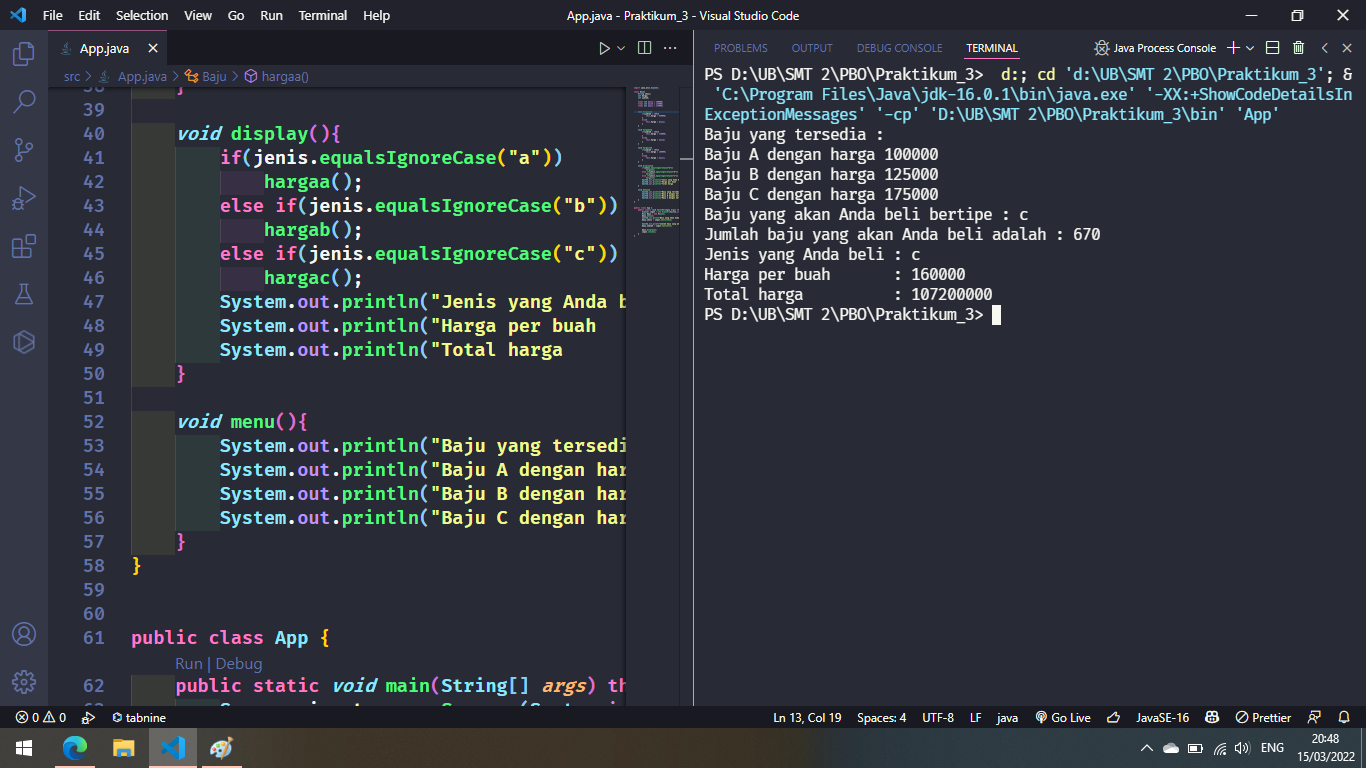 File Edit Selection View Go Run Terminal Help App.java - Praktikum_3 - Visual Studio Code
App.java
src > App.java > Baju > hargaa()
38 }
39
40 void display(){
41 if(jenis.equalsIgnoreCase("a"))
42 hargaa();
43 else if(jenis.equalsIgnoreCase("b"))
44 hargab();
45 else if(jenis.equalsIgnoreCase("c"))
46 hargac();
47 System.out.println("Jenis yang Anda b
48 System.out.println("Harga per buah
49 System.out.println("Total harga
50 }
51
52 void menu(){
53 System.out.println("Baju yang tersedi
54 System.out.println("Baju A dengan har
55 System.out.println("Baju B dengan har
56 System.out.println("Baju C dengan har
57 }
58 }
59
60
61 public class App {
Run | Debug
62 public static void main(String[] args) th
PROBLEMS OUTPUT DEBUG CONSOLE TERMINAL Java Process Console
PS D:\UB\SMT 2\PBO\Praktikum_3> d:; cd 'd:\UB\SMT 2\PBO\Praktikum_3'; &
'C:\Program Files\Java\jdk-16.0.1\bin\java.exe' '-XX:+ShowCodeDetailsIn
ExceptionMessages' '-cp' 'D:\UB\SMT 2\PBO\Praktikum_3\bin' 'App'
Baju yang tersedia :
Baju A dengan harga 100000
Baju B dengan harga 125000
Baju C dengan harga 175000
Baju yang akan Anda beli bertipe : c
Jumlah baju yang akan Anda beli adalah : 670
Jenis yang Anda beli : c
Harga per buah : 160000
Total harga : 107200000
PS D:\UB\SMT 2\PBO\Praktikum_3>
0 0 tabnine Ln 13, Col 19 Spaces: 4 UTF-8 LF java Go Live JavaSE-16 Prettier
ENG 20:48
15/03/2022